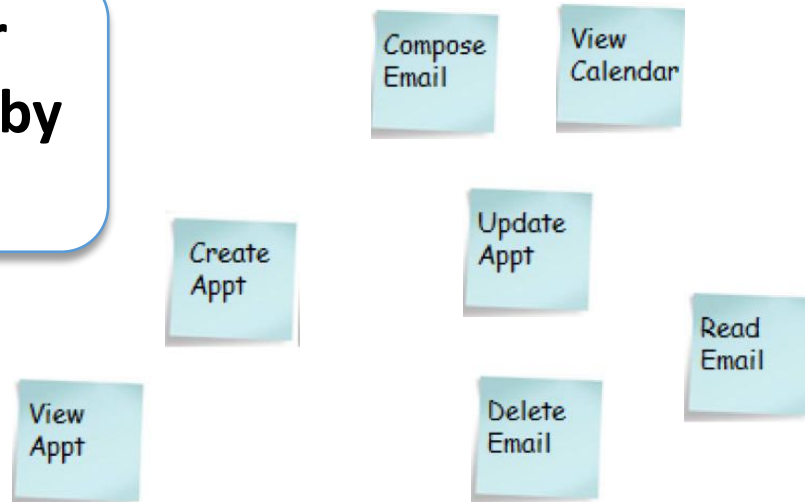 by
Compose
Email
View
Calendar
Create
Appt
Update
Appt
Read
Email
View
Appt
Delete
Email